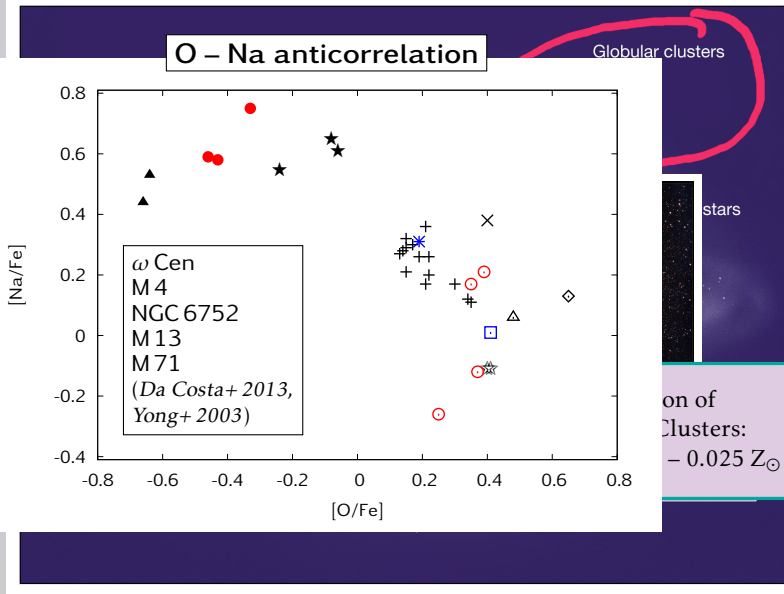 O – Na anticorrelation
Globular clusters
stars
[Na/Fe]
0.8
0.6
0.4
0.2
0
-0.2
-0.4
ω Cen
M 4
NGC 6752
M 13
M 71
(Da Costa+ 2013,
Yong+ 2003)
-0.8
-0.6
-0.4
-0.2
0
0.2
0.4
0.6
0.8
[O/Fe]
on of
Clusters:
– 0.025 Z☉